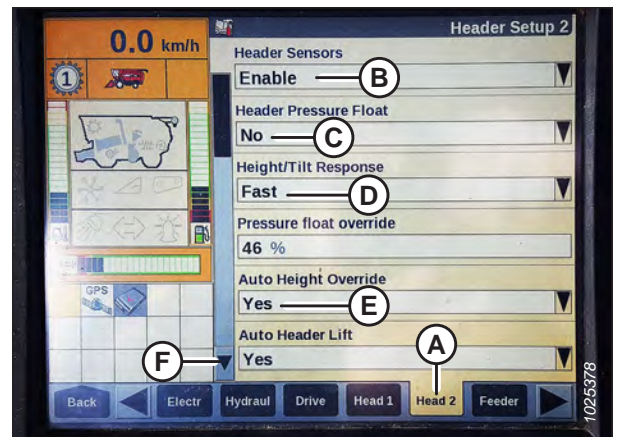 Header Setup 2
0.0 km/h
1
Header Sensors
Enable
B
Header Pressure Float
No
C
Height/Tilt Response
Fast
D
Pressure float override
46 %
Auto Height Override
Yes
E
GPS
Auto Header Lift
Yes
A
F
Back
Electr
Hydraul
Drive
Head 1
Head 2
Feeder
1025378